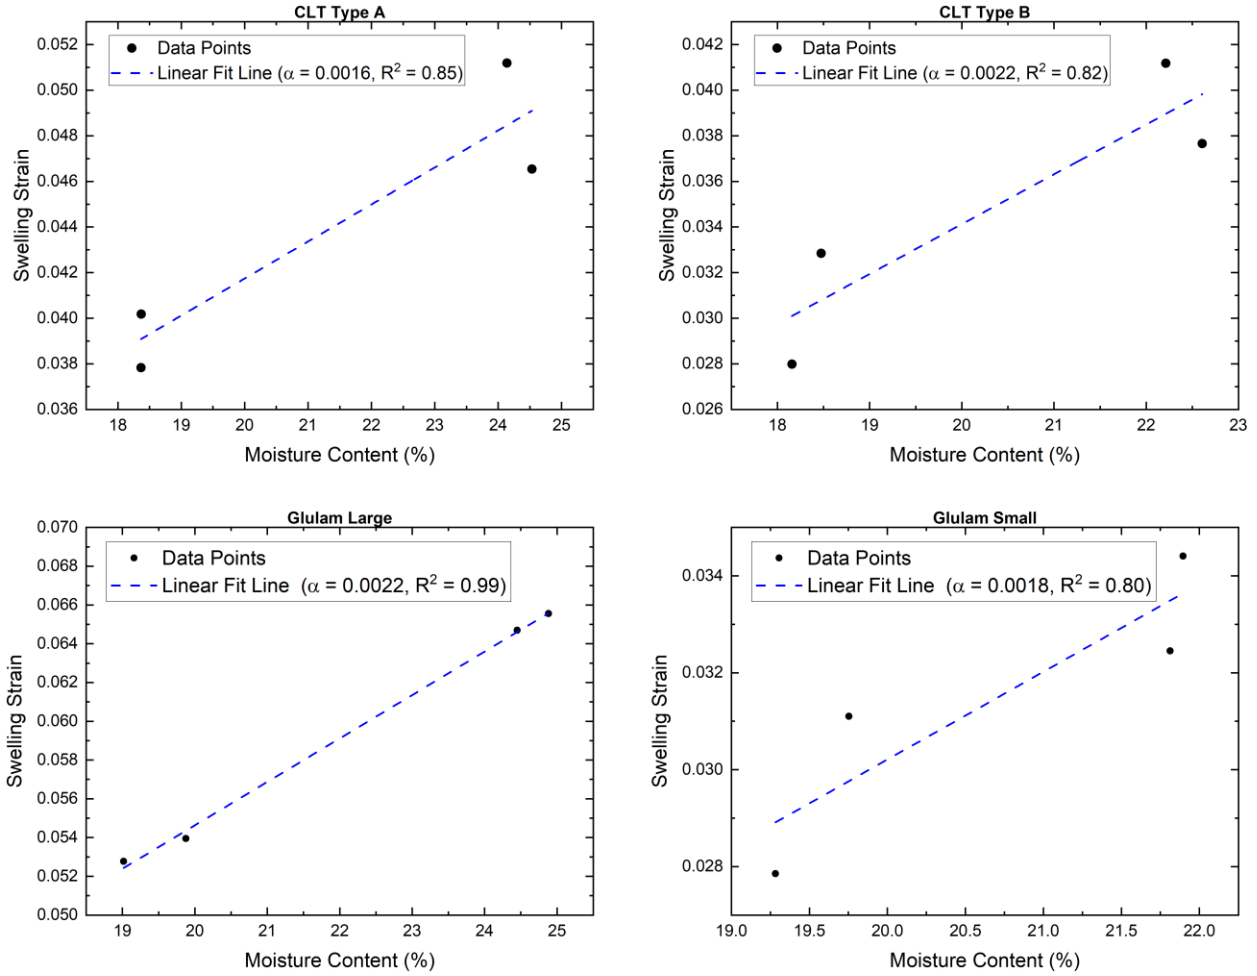 CLT Type A
0.052
0.050
0.048
0.046
0.044
0.042
0.040
0.038
0.036
Swelling Strain
Data Points
Linear Fit Line (α = 0.0016, R² = 0.85)
18 19 20 21 22 23 24 25
Moisture Content (%)
CLT Type B
0.042
0.040
0.038
0.036
0.034
0.032
0.030
0.028
0.026
Swelling Strain
Data Points
Linear Fit Line (α = 0.0022, R² = 0.82)
18 19 20 21 22 23
Moisture Content (%)
Glulam Large
0.070
0.068
0.066
0.064
0.062
0.060
0.058
0.056
0.054
0.052
0.050
Swelling Strain
Data Points
Linear Fit Line (α = 0.0022, R² = 0.99)
19 20 21 22 23 24 25
Moisture Content (%)
Glulam Small
0.034
0.032
0.030
0.028
Swelling Strain
Data Points
Linear Fit Line (α = 0.0018, R² = 0.80)
19.0 19.5 20.0 20.5 21.0 21.5 22.0
Moisture Content (%)